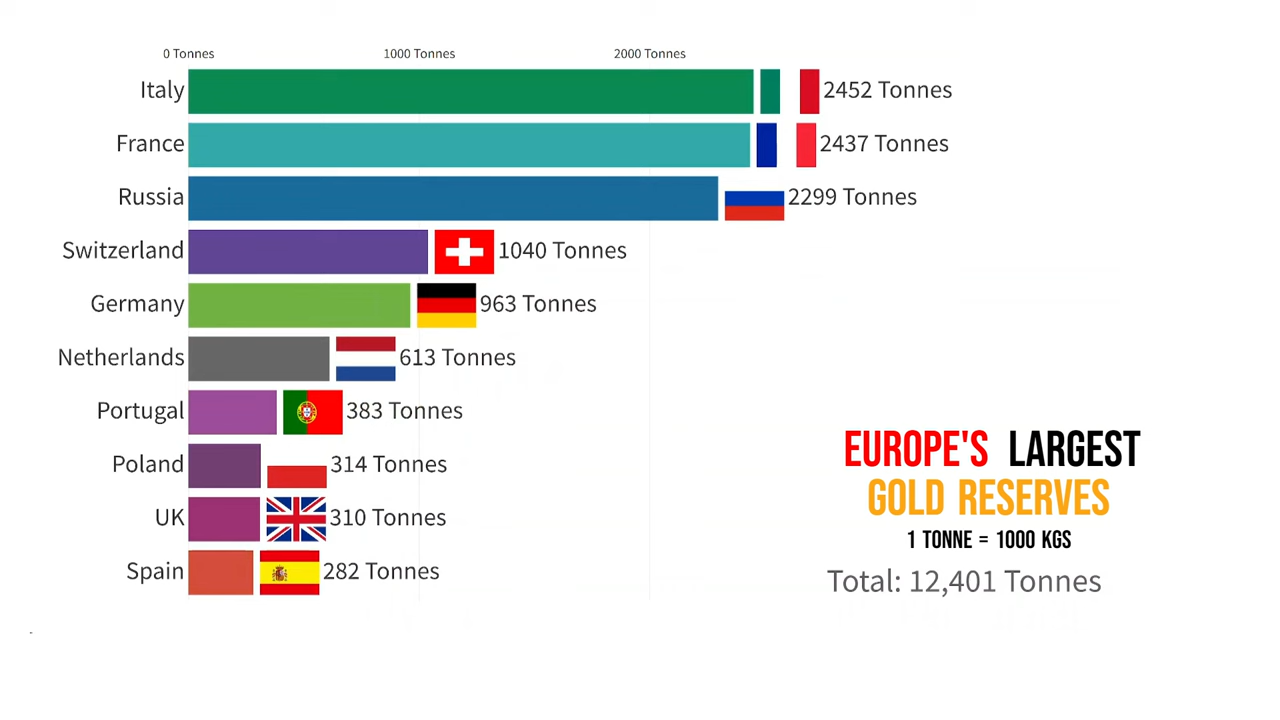 0 Tonnes 1000 Tonnes 2000 Tonnes
Italy 2452 Tonnes
France 2437 Tonnes
Russia 2299 Tonnes
Switzerland 1040 Tonnes
Germany 963 Tonnes
Netherlands 613 Tonnes
Portugal 383 Tonnes
Poland 314 Tonnes
UK 310 Tonnes
Spain 282 Tonnes
EUROPE'S LARGEST
GOLD RESERVES
1 TONNE = 1000 KGS
Total: 12,401 Tonnes